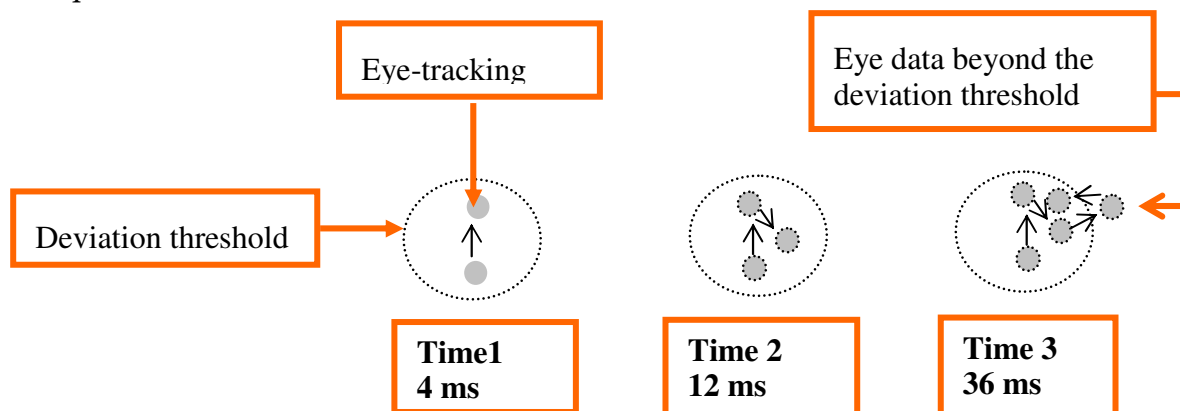 Eye-tracking
Eye data beyond the
deviation threshold
Deviation threshold
Time1
4 ms
Time 2
12 ms
Time 3
36 ms